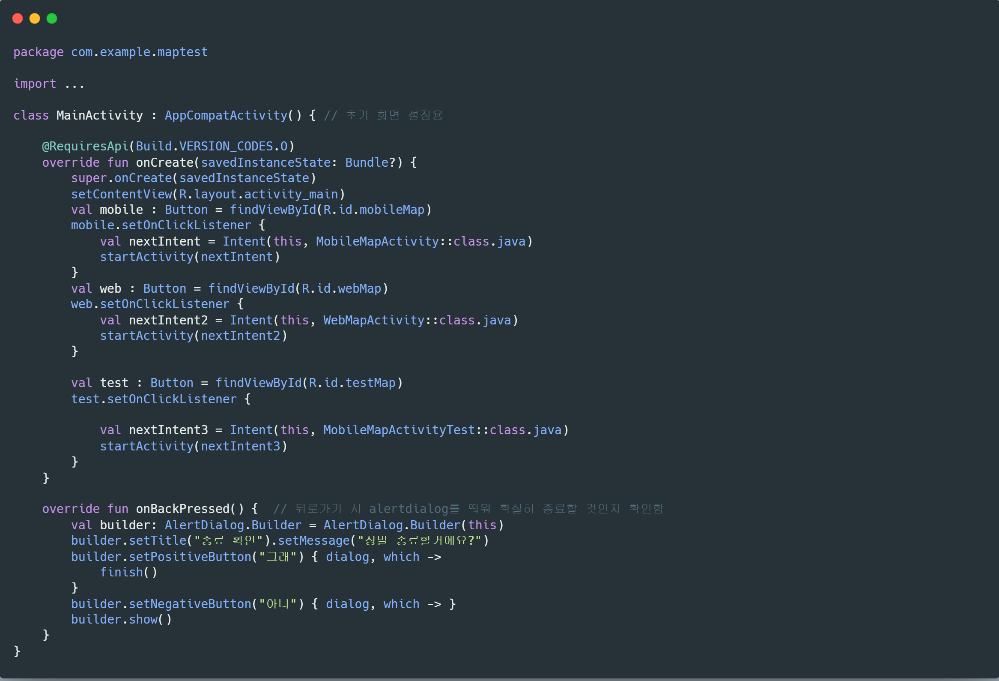 package com.example.maptest
import ...
class MainActivity : AppCompatActivity() { // 초기 화면 설정용
@RequiresApi(Build.VERSION_CODES.O)
override fun onCreate(savedInstanceState: Bundle?) {
super.onCreate(savedInstanceState)
setContentView(R.layout.activity_main)
val mobile : Button = findViewById(R.id.mobileMap)
mobile.setOnClickListener {
val nextIntent = Intent(this, MobileMapActivity::class.java)
startActivity(nextIntent)
}
val web : Button = findViewById(R.id.webMap)
web.setOnClickListener {
val nextIntent2 = Intent(this, WebMapActivity::class.java)
startActivity(nextIntent2)
}
val test : Button = findViewById(R.id.testMap)
test.setOnClickListener {
val nextIntent3 = Intent(this, MobileMapActivityTest::class.java)
startActivity(nextIntent3)
}
}
override fun onBackPressed() {  // 뒤로가기 시 alertdialog를 띄워 확실히 종료할 것인지 확인함
val builder: AlertDialog.Builder = AlertDialog.Builder(this)
builder.setTitle("종료 확인").setMessage("정말 종료할거에요?")
builder.setPositiveButton("그래") { dialog, which ->
finish()
}
builder.setNegativeButton("아니") { dialog, which -> }
builder.show()
}
}